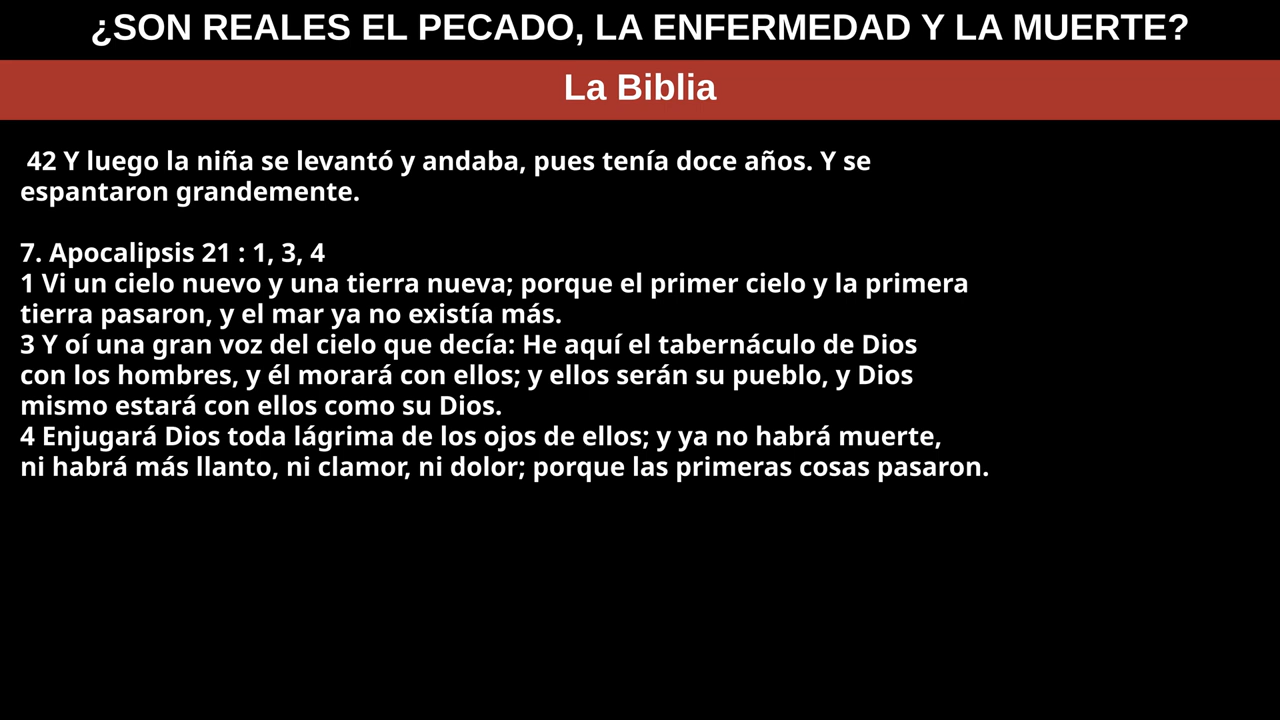 ¿SON REALES EL PECADO, LA ENFERMEDAD Y LA MUERTE?
La Biblia
42 Y luego la niña se levantó y andaba, pues tenía doce años. Y se
espantaron grandemente.
7. Apocalipsis 21 : 1, 3, 4
1 Vi un cielo nuevo y una tierra nueva; porque el primer cielo y la primera
tierra pasaron, y el mar ya no existía más.
3 Y oí una gran voz del cielo que decía: He aquí el tabernáculo de Dios
con los hombres, y él morará con ellos; y ellos serán su pueblo, y Dios
mismo estará con ellos como su Dios.
4 Enjugará Dios toda lágrima de los ojos de ellos; y ya no habrá muerte,
ni habrá más llanto, ni clamor, ni dolor; porque las primeras cosas pasaron.